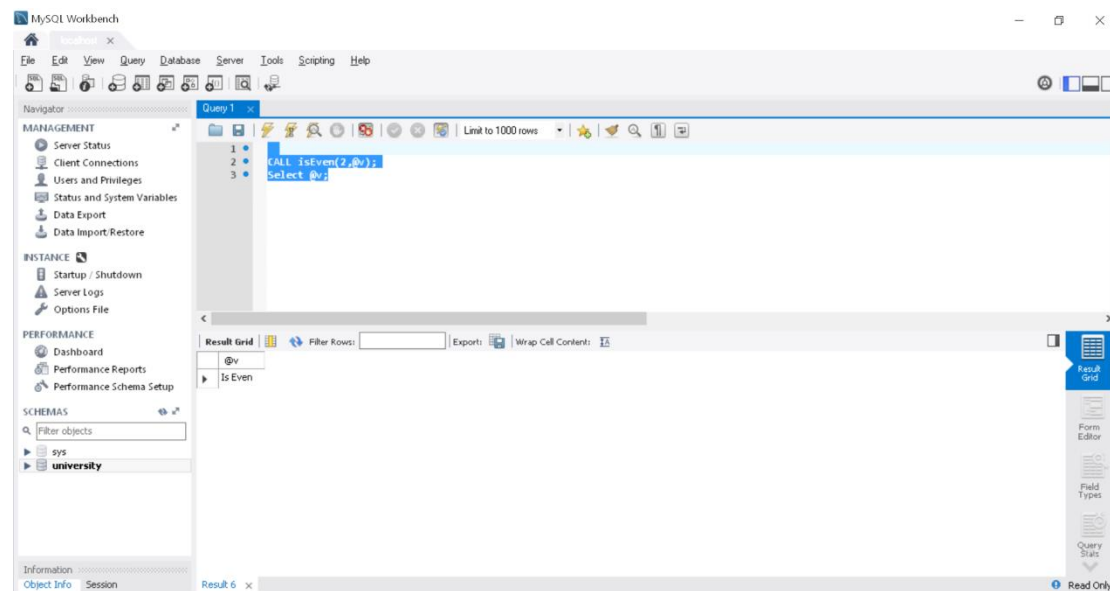 MySQL Workbench
localhost
File Edit View Query Database Server Tools Scripting Help
Navigator
MANAGEMENT
Server Status
Client Connections
Users and Privileges
Status and System Variables
Data Export
Data Import/Restore
INSTANCE
Startup / Shutdown
Server Logs
Options File
PERFORMANCE
Dashboard
Performance Reports
Performance Schema Setup
SCHEMAS
Filter objects
sys
university
Information
Object Info Session
Query 1
Limit to 1000 rows
1
2 CALL isEven(2,@v);
3 Select @v;
Result Grid Filter Rows: Export: Wrap Cell Content:
@v
Is Even
Result Grid
Form Editor
Field Types
Query Stats
Result 6
Read Only